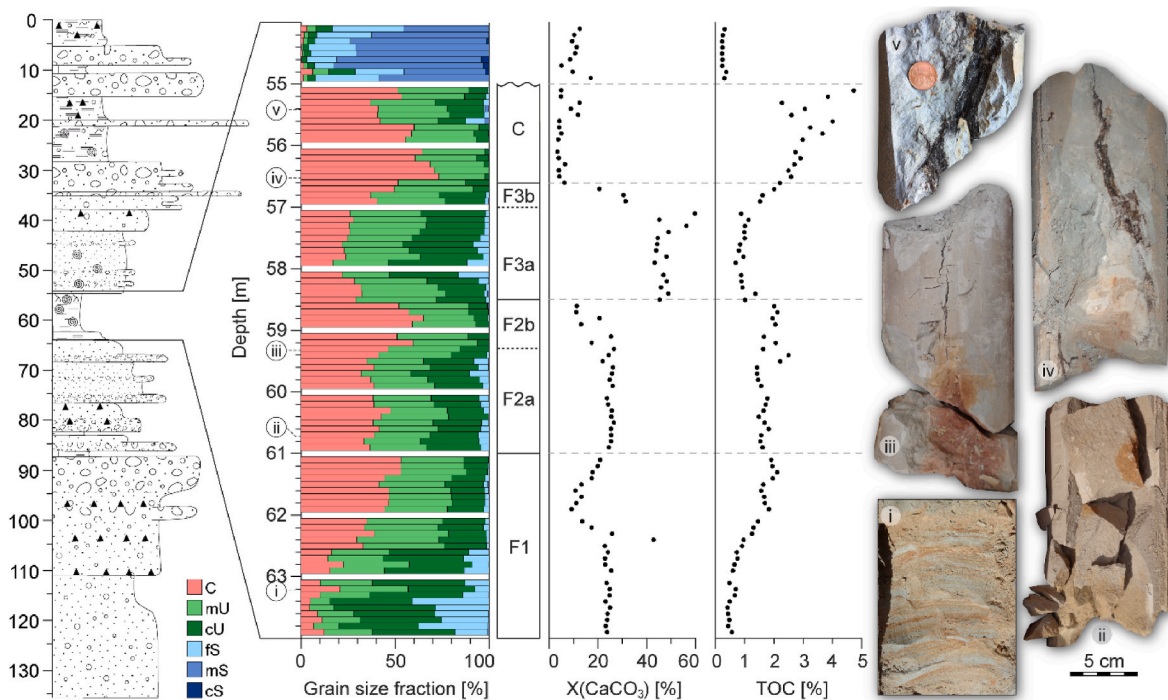 0
10
20
30
40
50
60
70
80
90
100
110
120
130
C
mU
cU
fS
mS
cS
Depth [m]
55
v
56
iv
57
58
59
iii
60
ii
61
62
63
i
0
50
100
Grain size fraction [%]
C
F3b
F3a
F2b
F2a
F1
0 20 40 60
X(CaCO₃) [%]
0 1 2 3 4 5
TOC [%]
v
iv
iii
i
ii
5 cm